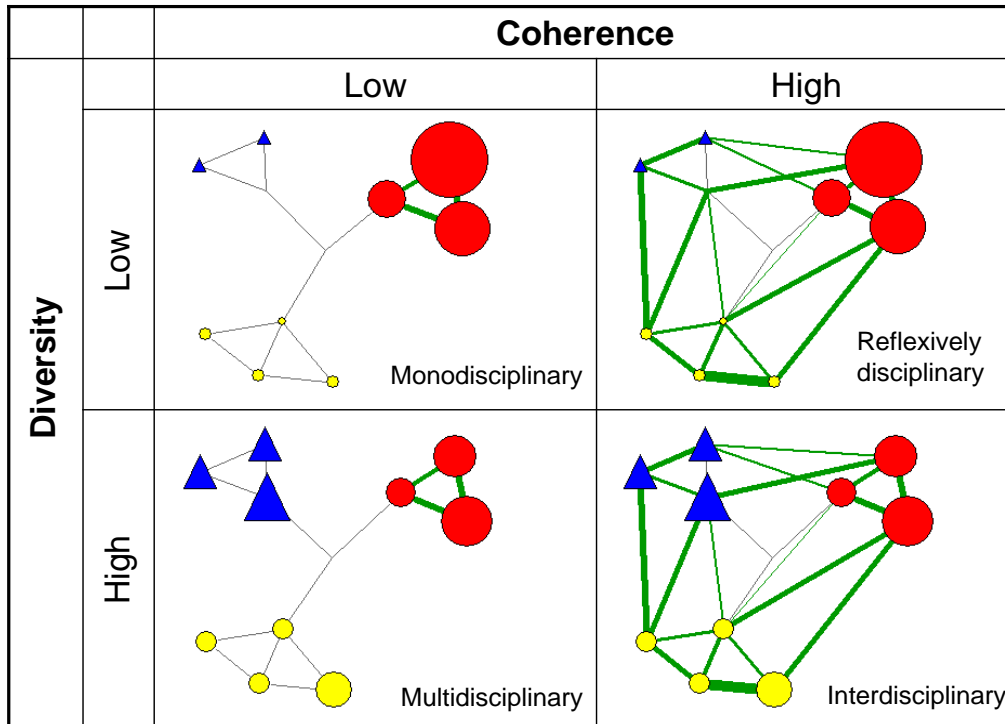 Coherence
Low
High
Diversity
Low
Monodisciplinary
Reflexively
disciplinary
High
Multidisciplinary
Interdisciplinary